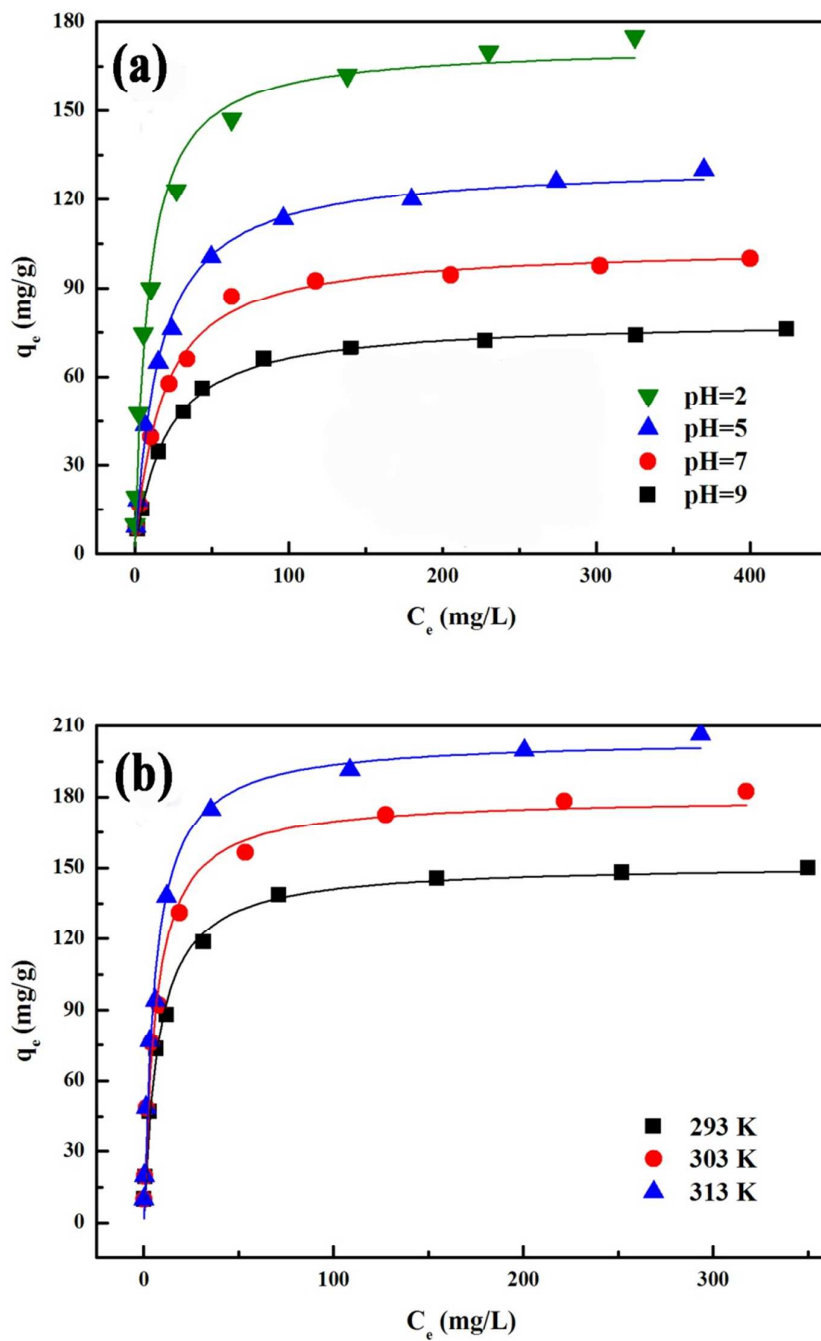 (a)
180
150
120
90
60
30
0
qe (mg/g)
pH=2
pH=5
pH=7
pH=9
0 100 200 300 400
Ce (mg/L)
(b)
210
180
150
120
90
60
30
0
qe (mg/g)
293 K
303 K
313 K
0 100 200 300
Ce (mg/L)